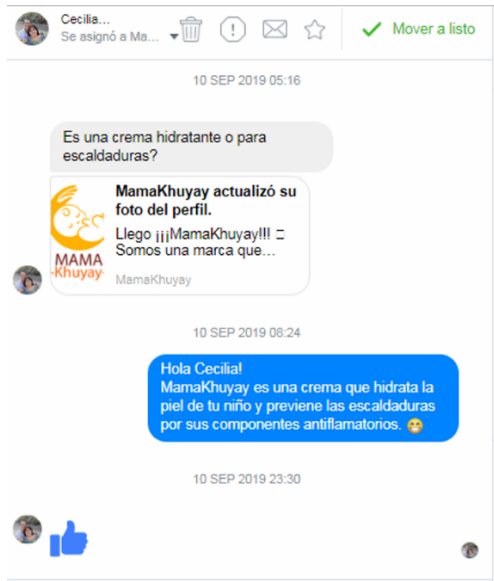 Cecilia...
Se asignó a Ma...
Mover a listo
10 SEP 2019 05:16
Es una crema hidratante o para
escaldaduras?
MamaKhuyay actualizó su
foto del perfil.
Llego ¡¡¡MamaKhuyay!!!
Somos una marca que...
MamaKhuyay
MAMA
-Khuyay-
10 SEP 2019 08:24
Hola Cecilia!
MamaKhuyay es una crema que hidrata la
piel de tu niño y previene las escaldaduras
por sus componentes antiflamatorios. 😁
10 SEP 2019 23:30